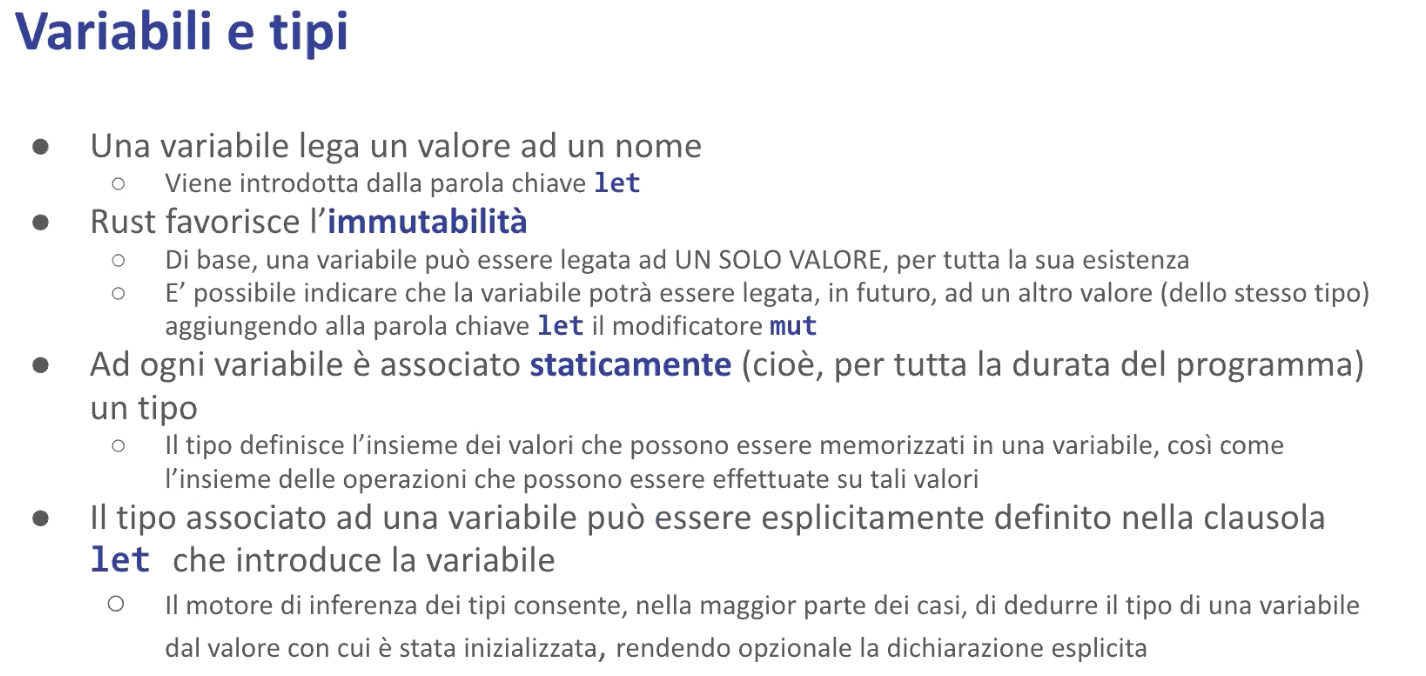 Variabili e tipi
● Una variabile lega un valore ad un nome
○ Viene introdotta dalla parola chiave let
● Rust favorisce l'immutabilità
○ Di base, una variabile può essere legata ad UN SOLO VALORE, per tutta la sua esistenza
○ E' possibile indicare che la variabile potrà essere legata, in futuro, ad un altro valore (dello stesso tipo)
aggiungendo alla parola chiave let il modificatore mut
● Ad ogni variabile è associato staticamente (cioè, per tutta la durata del programma)
un tipo
○ Il tipo definisce l'insieme dei valori che possono essere memorizzati in una variabile, così come
l'insieme delle operazioni che possono essere effettuate su tali valori
● Il tipo associato ad una variabile può essere esplicitamente definito nella clausola
let che introduce la variabile
○ Il motore di inferenza dei tipi consente, nella maggior parte dei casi, di dedurre il tipo di una variabile
dal valore con cui è stata inizializzata, rendendo opzionale la dichiarazione esplicita